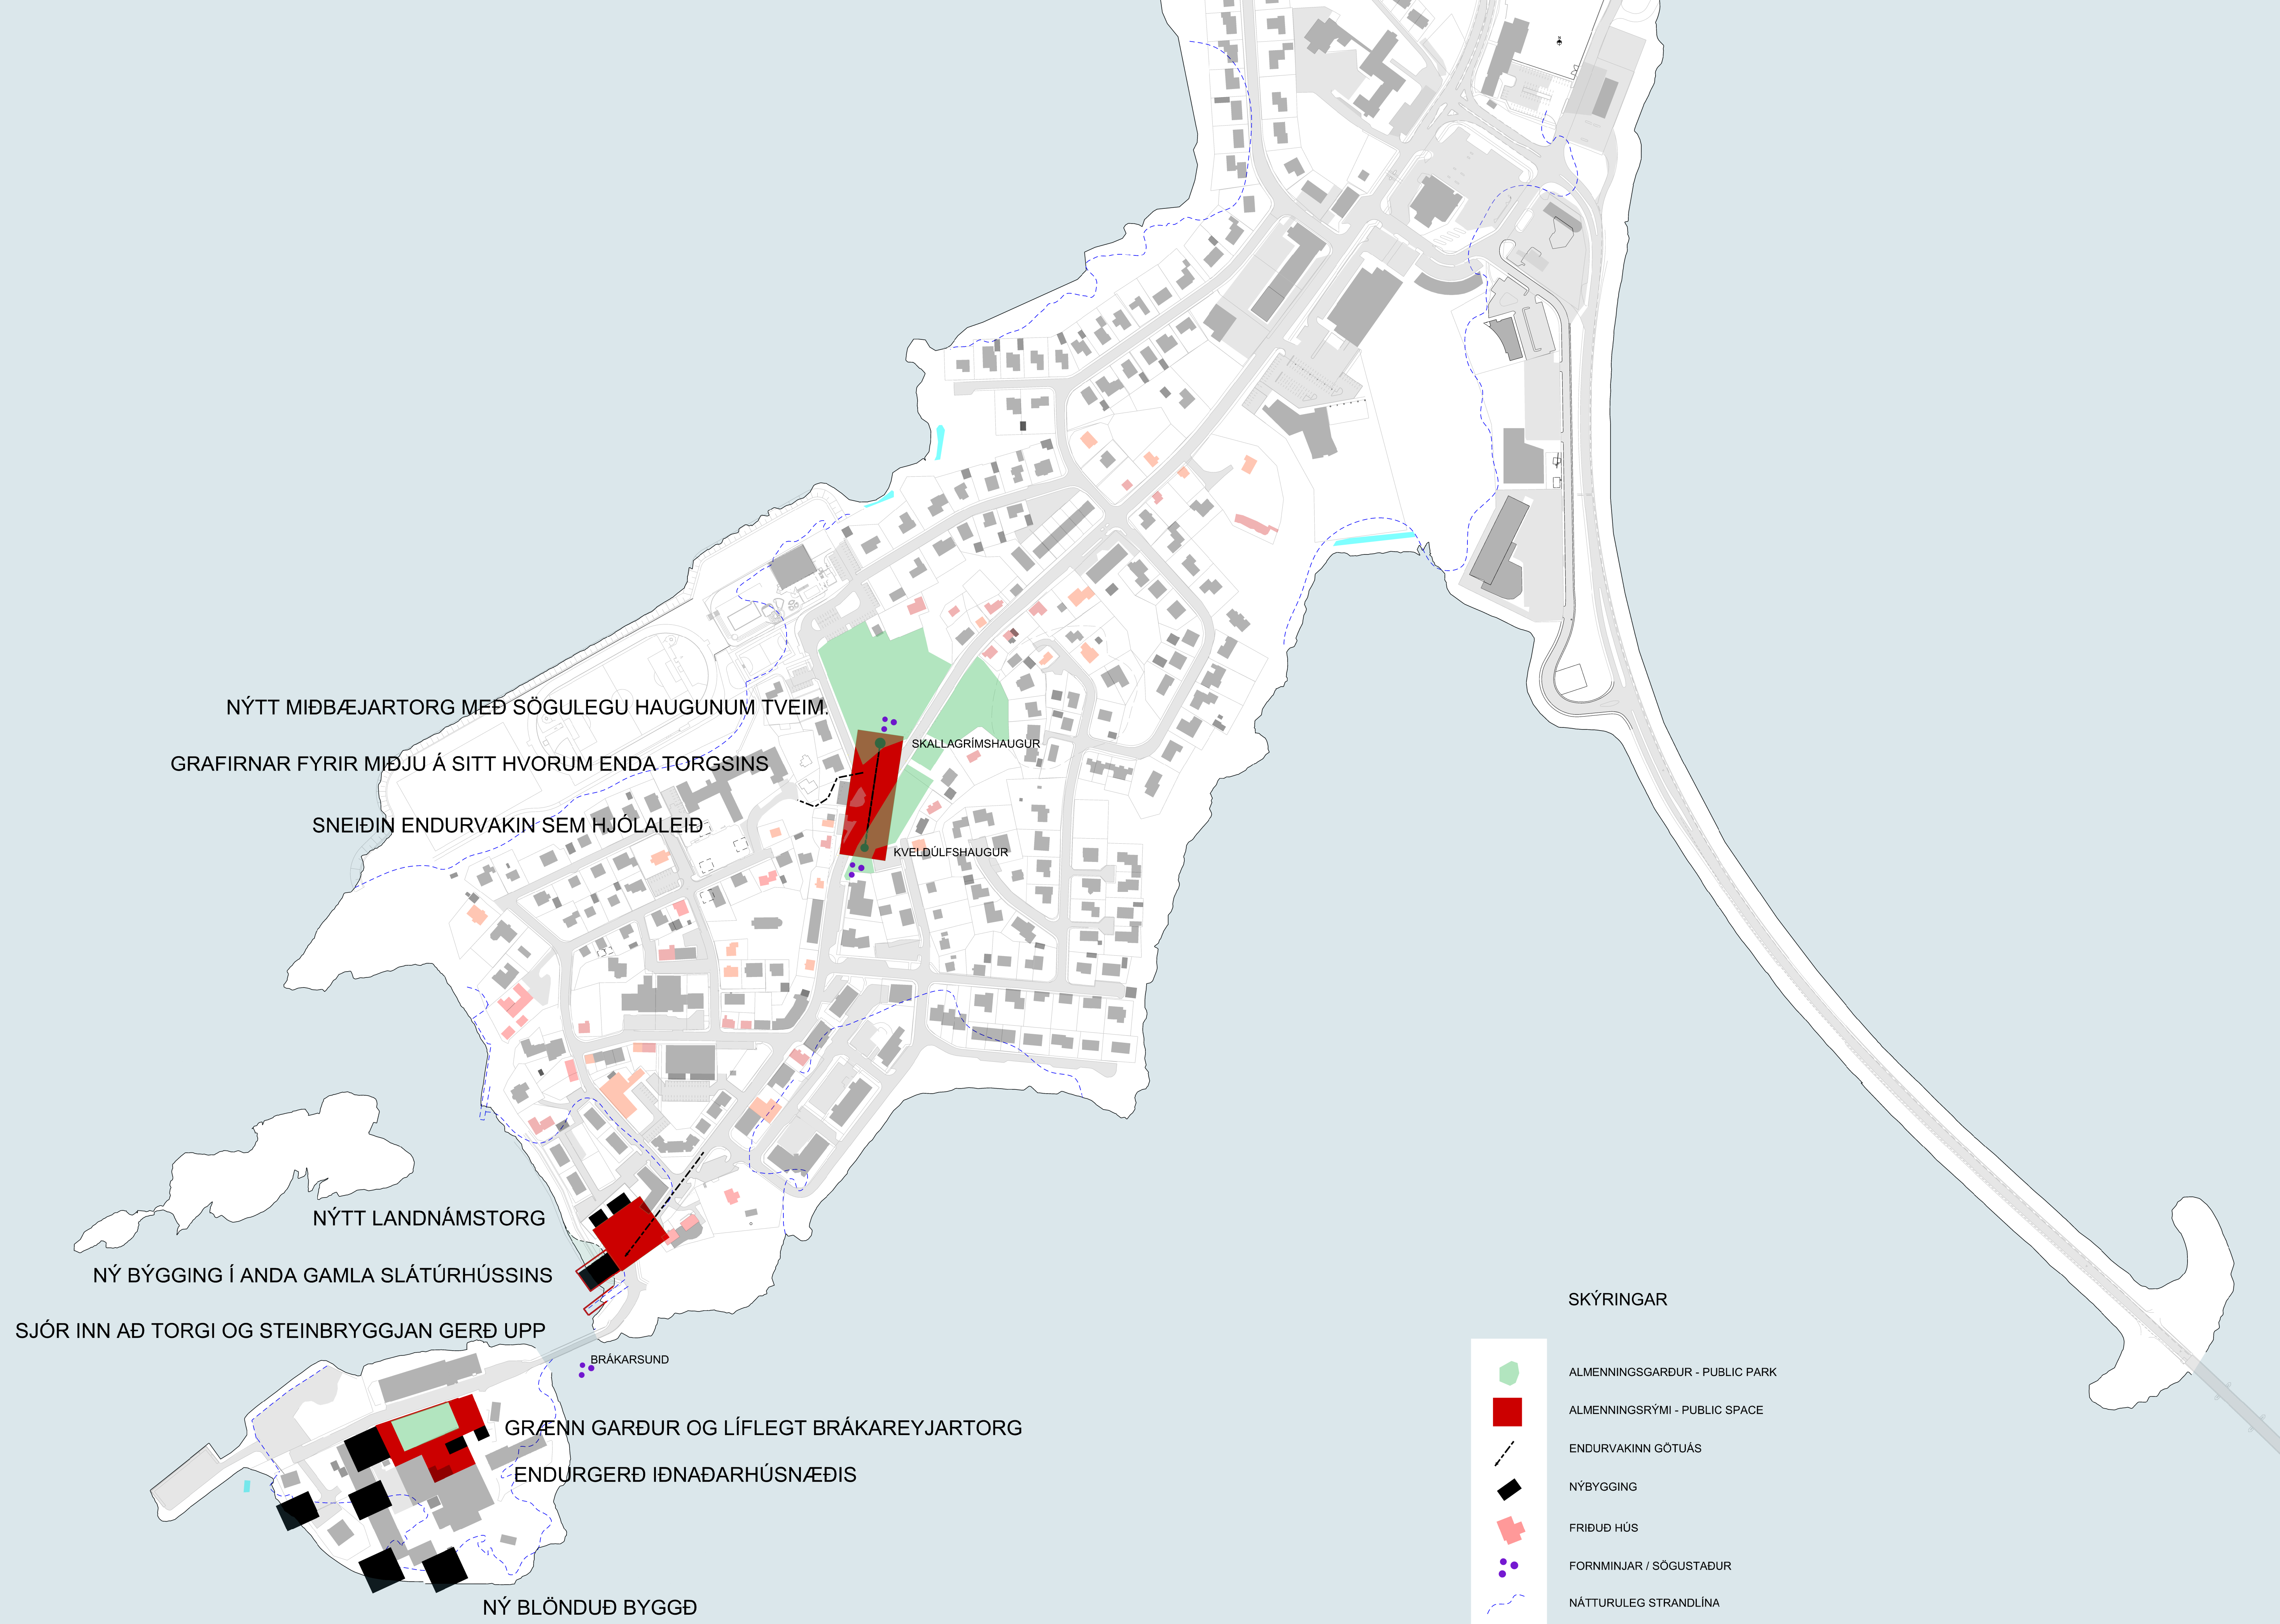 NÝTT MIÐBÆJARTORG MEÐ SÖGULEGU HAUGUNUM TVEIM.
SKALLAGRÍMSHAUGUR
GRAFIRNAR FYRIR MIÐJU Á SITT HVORUM ENDA TORGSINS
SNEIÐIN ENDURVAKIN SEM HJÓLALEIÐ
KVELDÚLFSHAUGUR
NÝTT LANDNÁMSTORG
NÝ BÝGGING Í ANDA GAMLA SLÁTÚRHÚSSINS
SJÓR INN AÐ TORGI OG STEINBRYGGJAN GERÐ UPP
BRÁKARSUND
GRÆNN GARÐUR OG LÍFLEGT BRÁKAREYJARTORG
ENDURGERÐ IÐNAÐARHÚSNÆÐIS
NÝ BLÖNDUÐ BYGGÐ
SKÝRINGAR
ALMENNINGSGARÐUR - PUBLIC PARK
ALMENNINGSRÝMI - PUBLIC SPACE
ENDURVAKINN GÖTUÁS
NÝBYGGING
FRIÐUÐ HÚS
FORNMINJAR / SÖGUSTAÐUR
NÁTTURULEG STRANDLÍNA